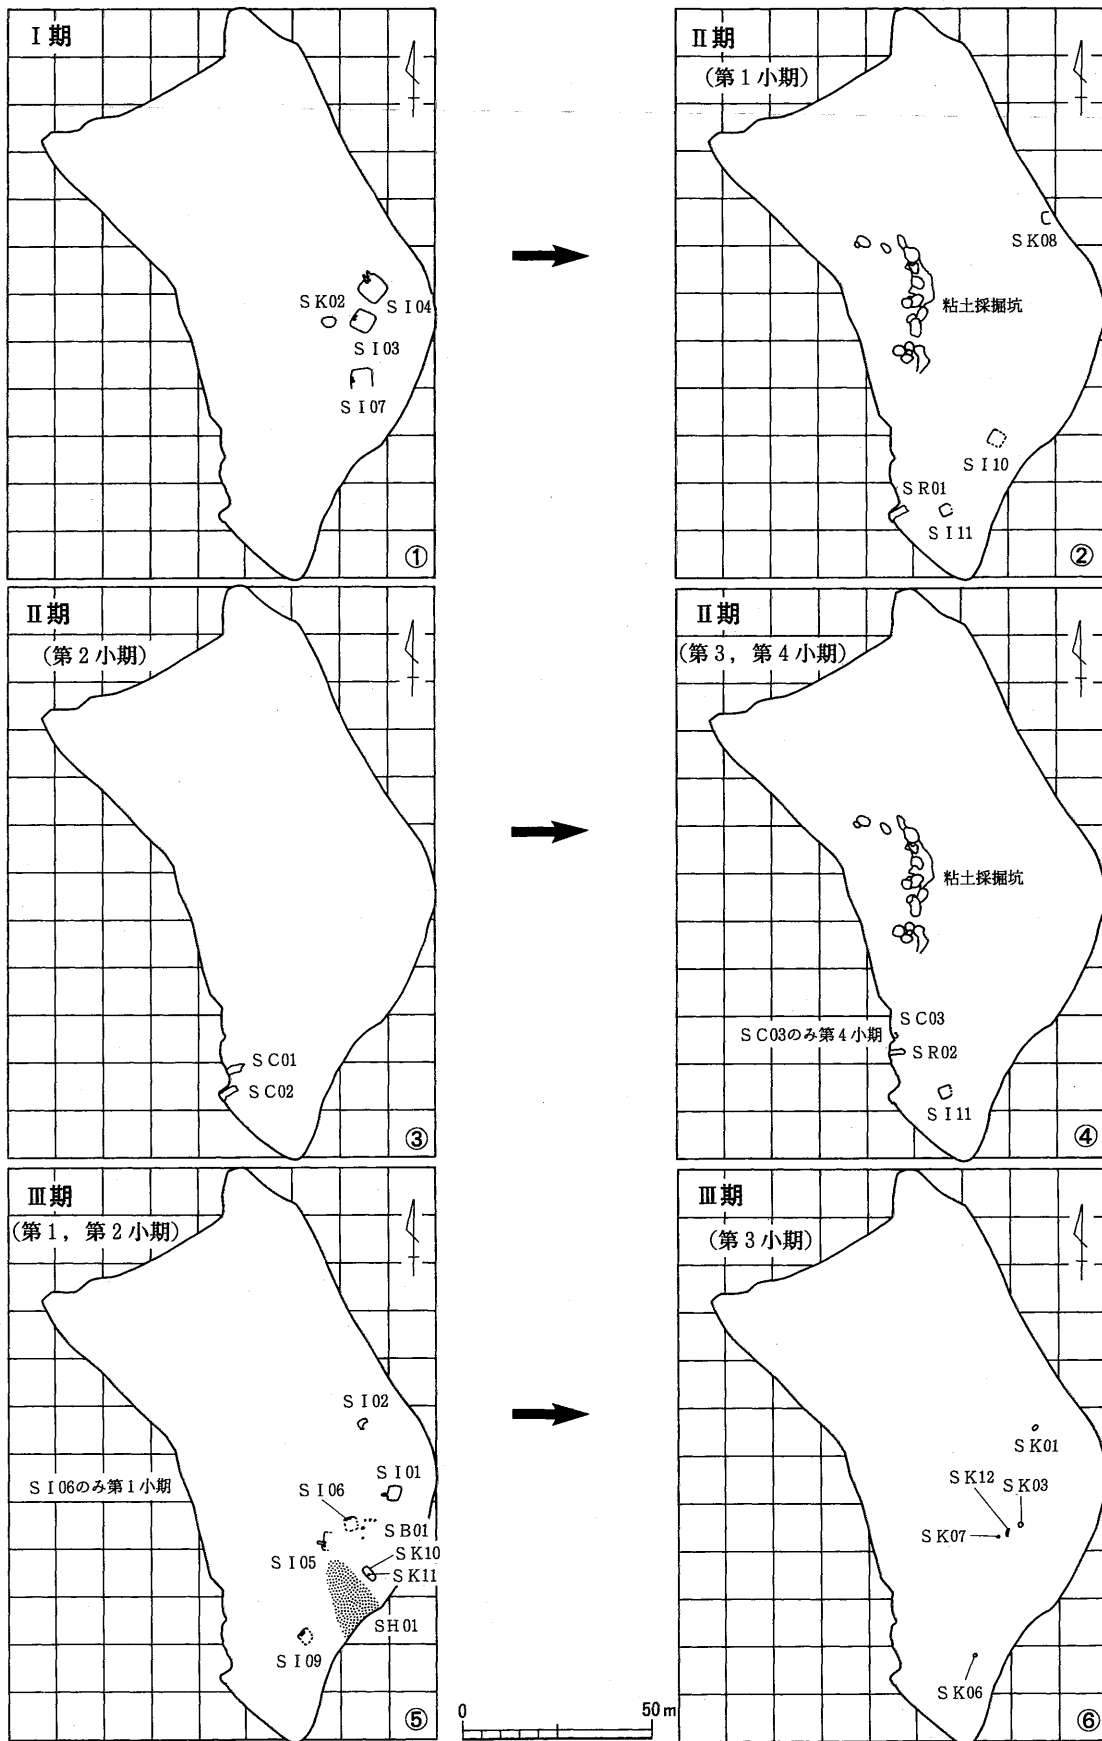 Ⅰ期
SK02
SI04
SI03
SI07
①
Ⅱ期
(第1小期)
SK08
粘土採掘坑
SI10
SR01
SI11
②
Ⅱ期
(第2小期)
SC01
SC02
③
Ⅱ期
(第3，第4小期)
粘土採掘坑
SC03
SC03のみ第4小期
SR02
SI11
④
Ⅲ期
(第1，第2小期)
SI02
SI06のみ第1小期
SI01
SI06
SB01
SI05
SK10
SK11
SH01
SI09
⑤
0 50m
Ⅲ期
(第3小期)
SK01
SK12
SK03
SK07
SK06
⑥